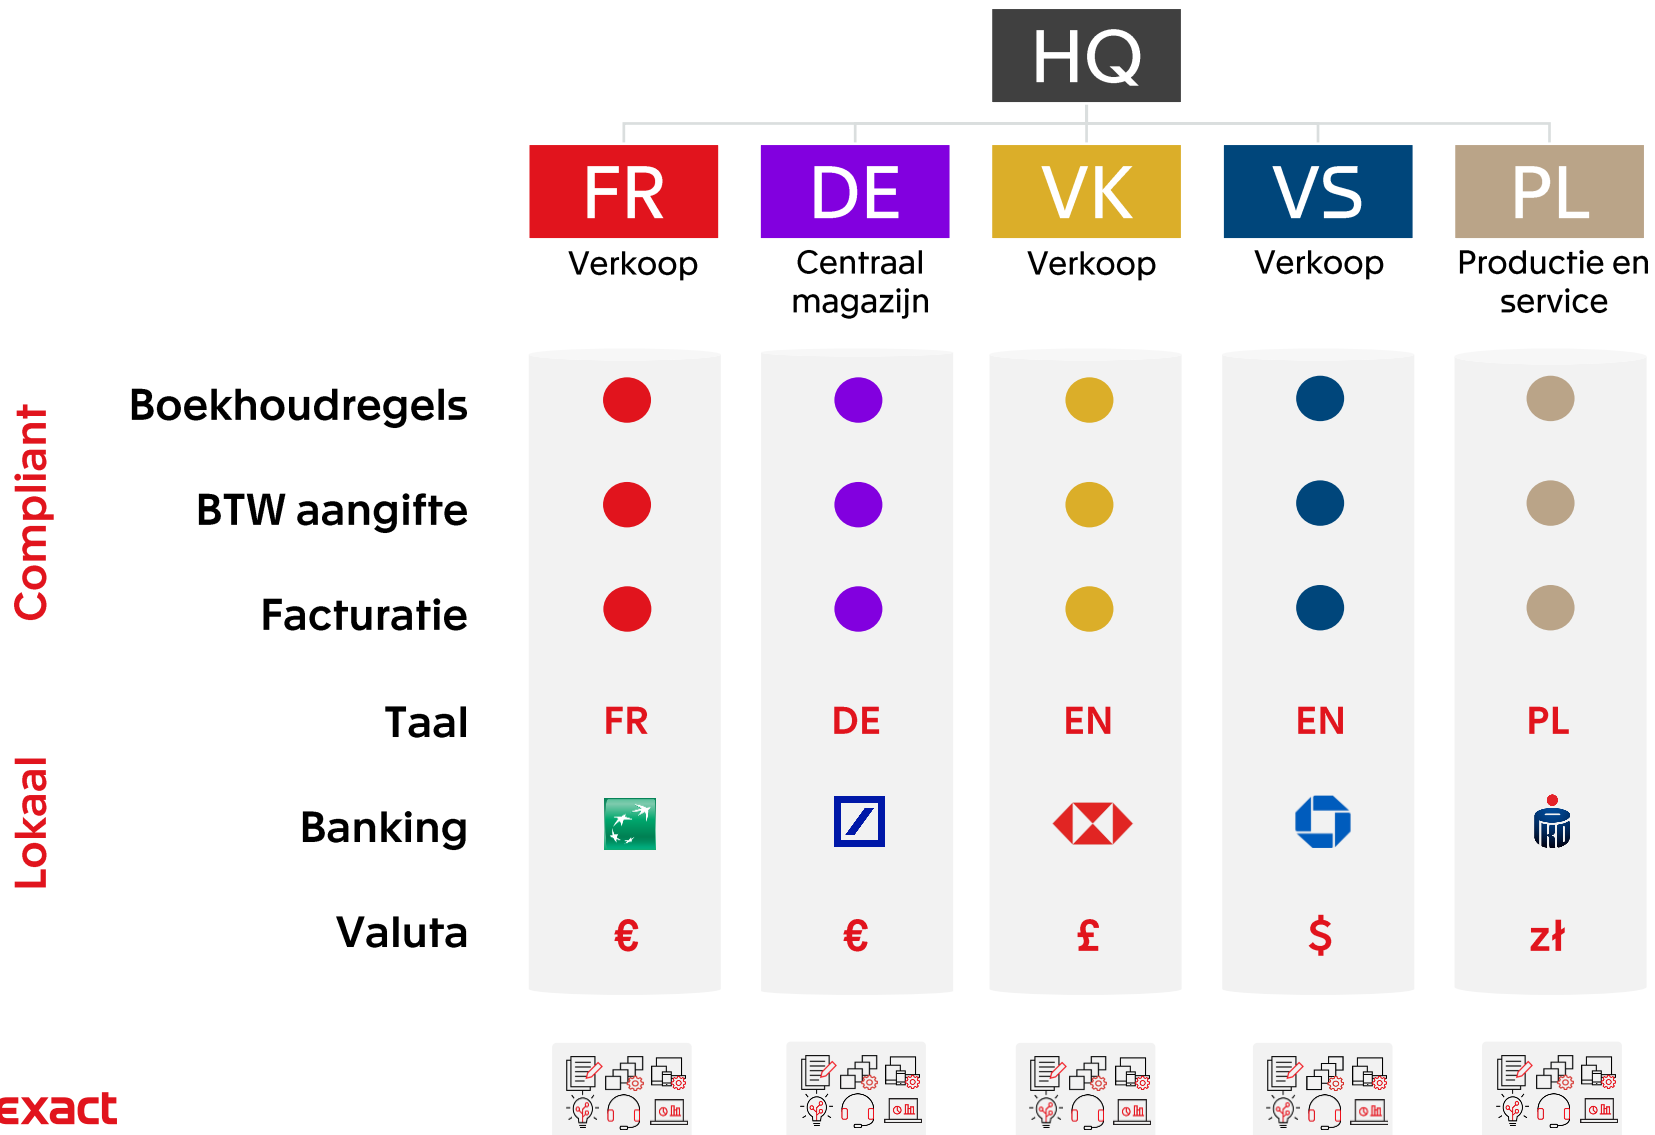 HQ
FR
DE
VK
VS
PL
Verkoop
Centraal
magazijn
Verkoop
Verkoop
Productie en
service
Compliant
Boekhoudregels
BTW aangifte
Facturatie
Lokaal
Taal
FR
DE
EN
EN
PL
Banking
PKO
Valuta
€
€
£
$
zł
exact